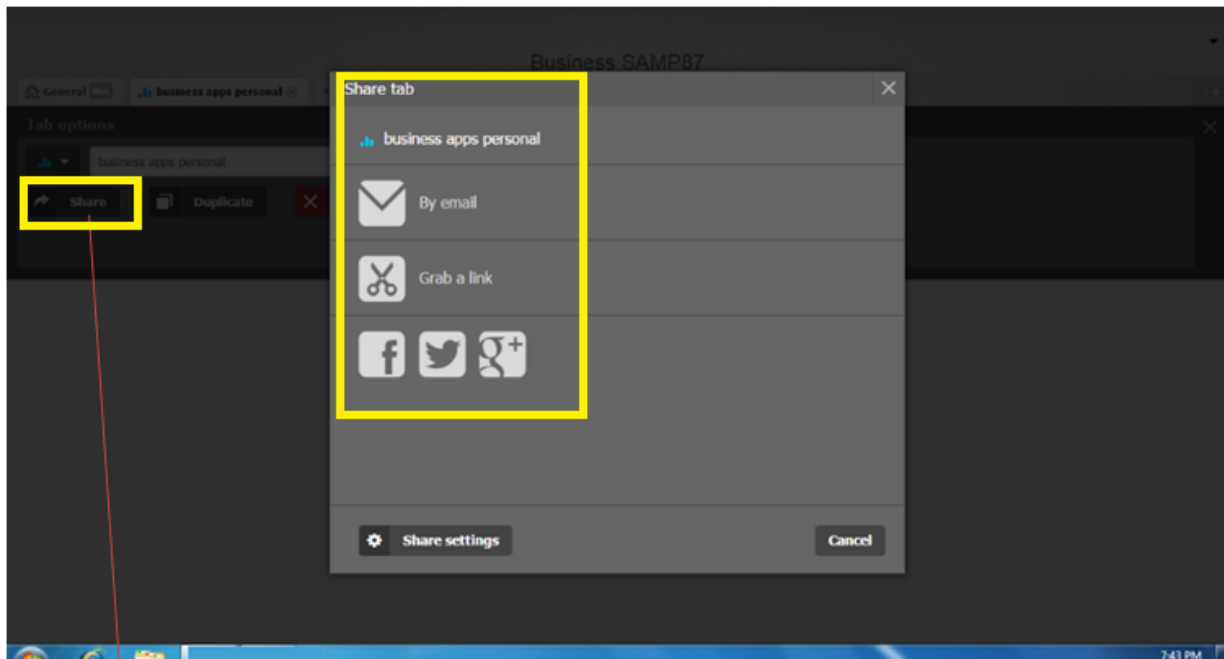 Business SAMP87
General
business apps personal
Share tab
Tab options
business apps personal
business apps personal
Share
Duplicate
By email
Grab a link
f g+
Share settings
Cancel
7:43 PM